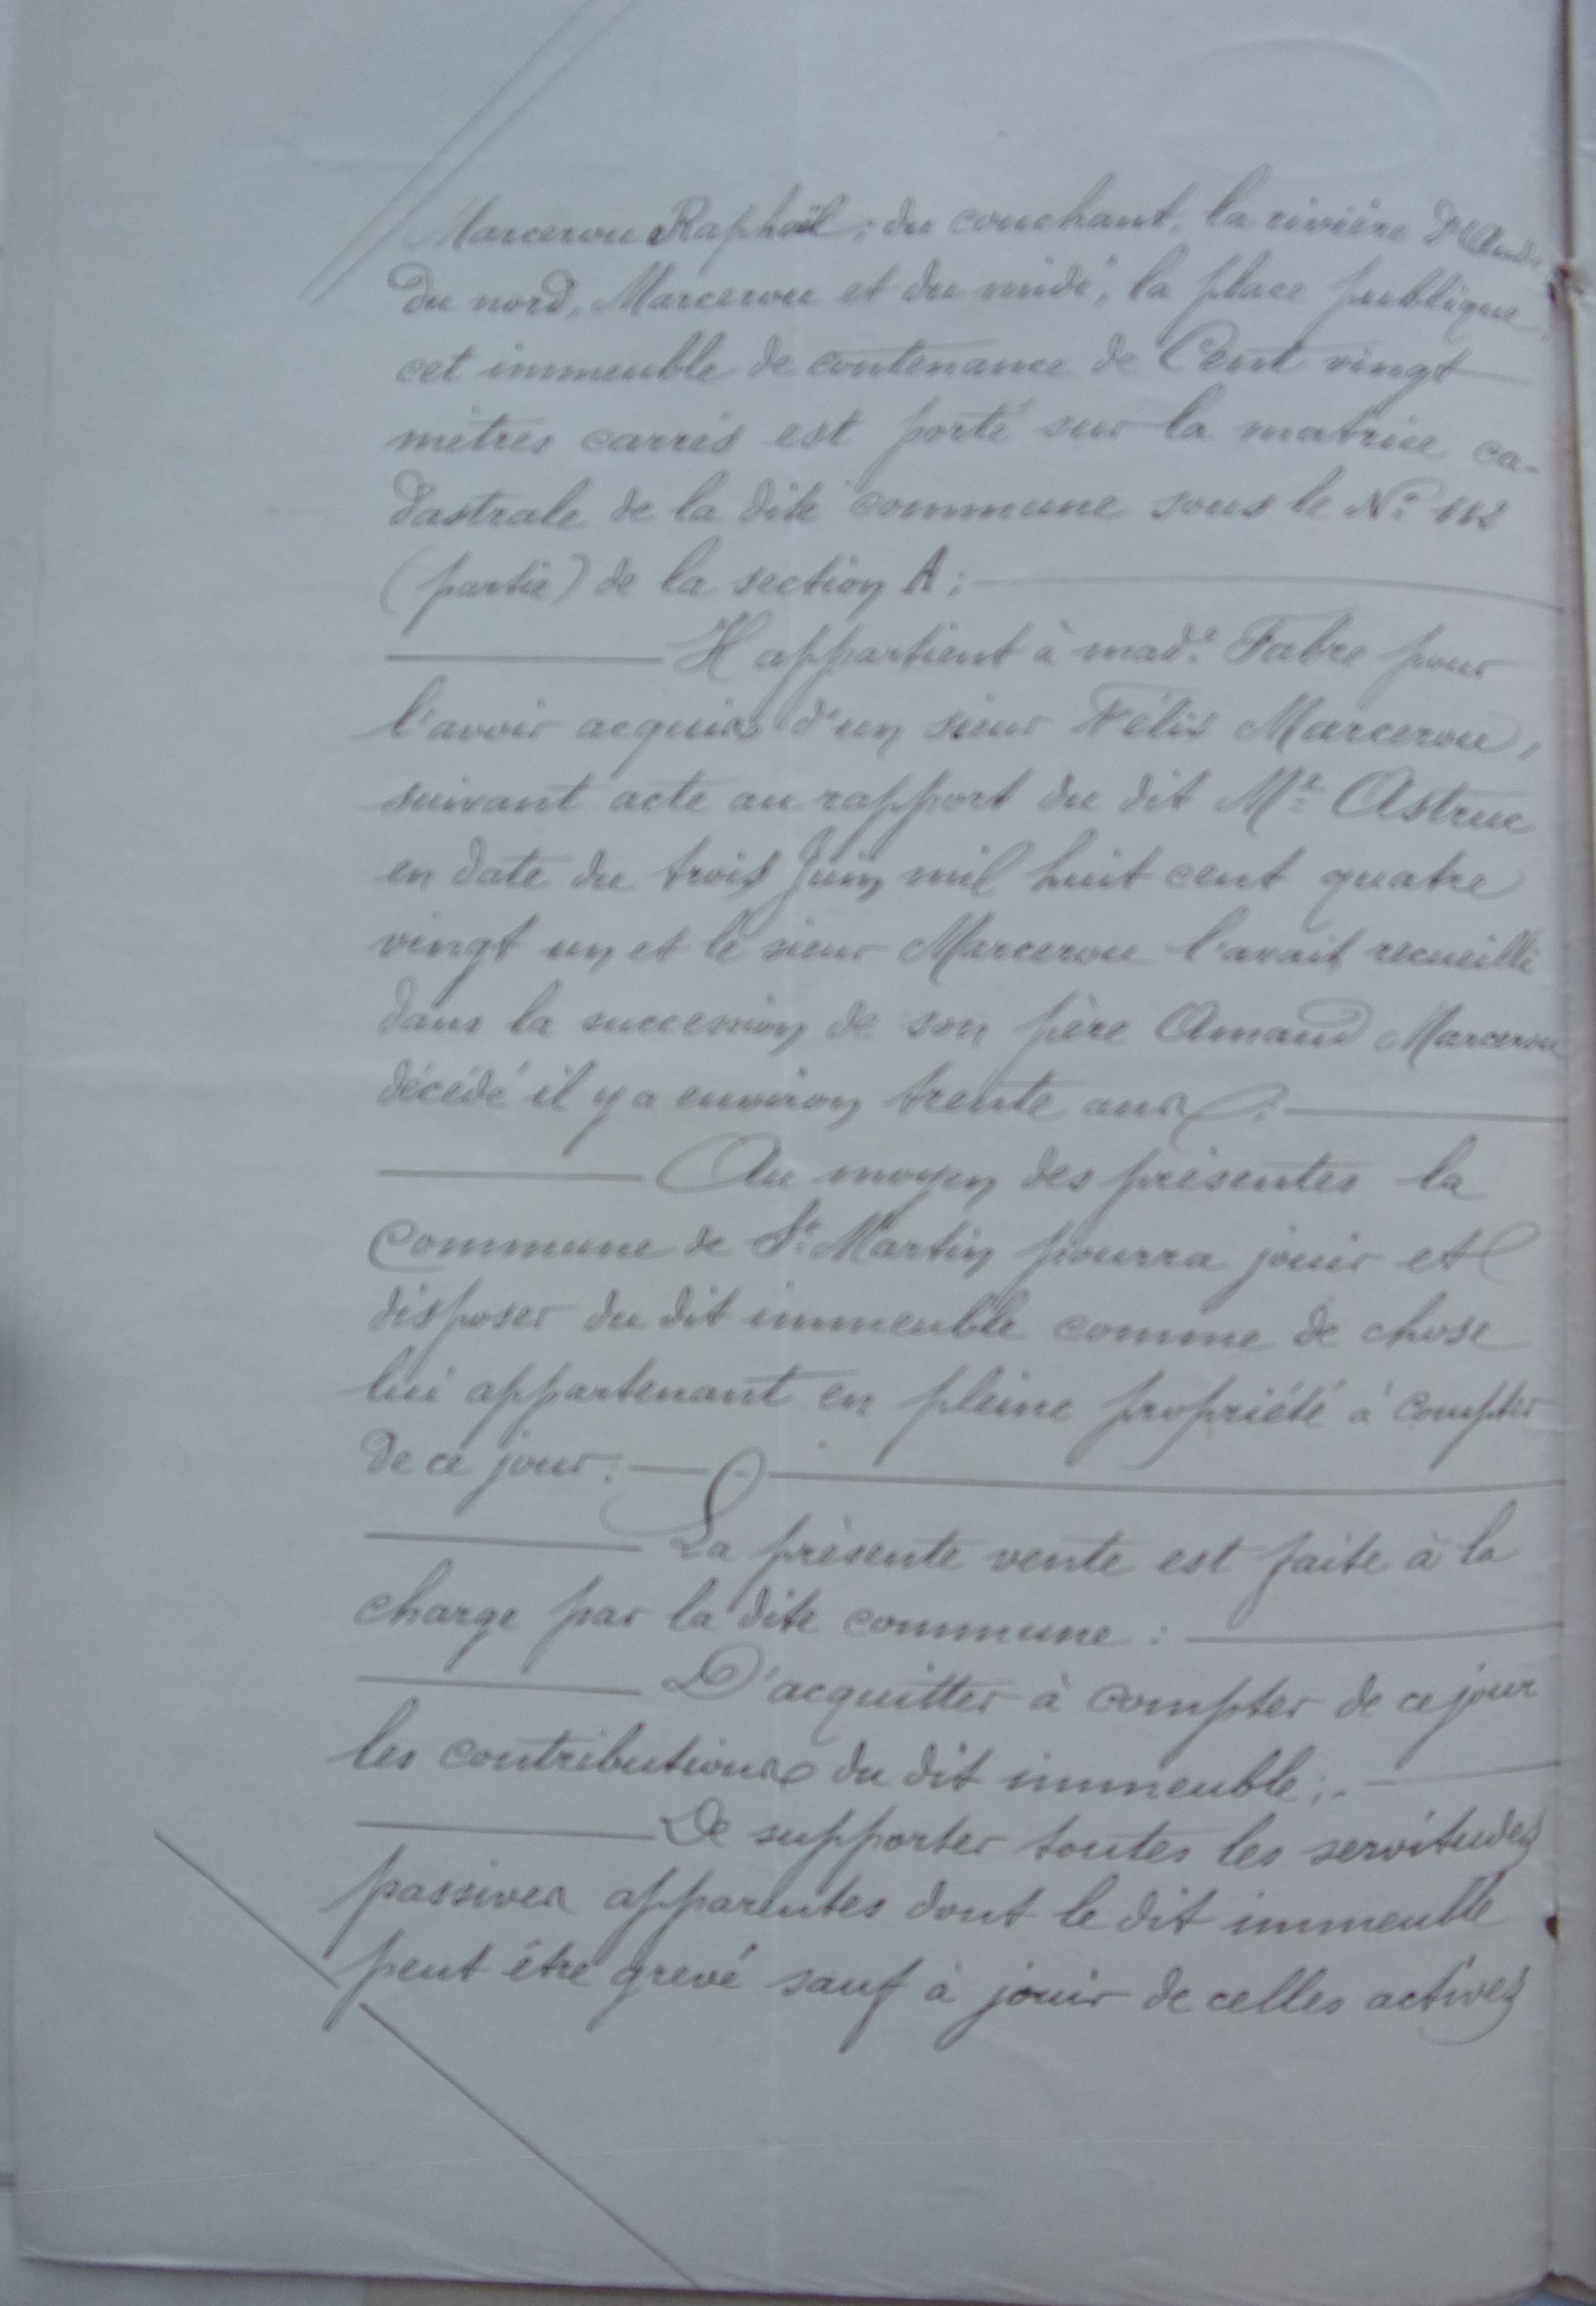 Marcerou Raphaël; du couchant, la rivière d'Aude
du nord, Marcerou et du midi, la place publique
cet immeuble de contenance de Cent vingt
mètres carrés est porté sur la matrice ca-
dastrale de la dite commune sous le N° 112
(partie) de la section A;
Il appartient à mad.e Fabre pour
l'avoir acquis d'un sieur Félix Marcerou,
suivant acte au rapport du dit Me Astruc
en date du trois Juin mil huit cent quatre
vingt un et le sieur Marcerou l'avait recueilli
dans la succession de son père Amand Marcerou
décédé il y a environ trente ans.
Au moyen des présentes la
commune de St Martin pourra jouir et
disposer du dit immeuble comme de chose
lui appartenant en pleine propriété à compter
de ce jour.
La présente vente est faite à la
charge par la dite commune :
D'acquitter à compter de ce jour
les contributions du dit immeuble;
De supporter toutes les servitudes
passives apparentes dont le dit immeuble
peut être grevé sauf à jouir de celles actives